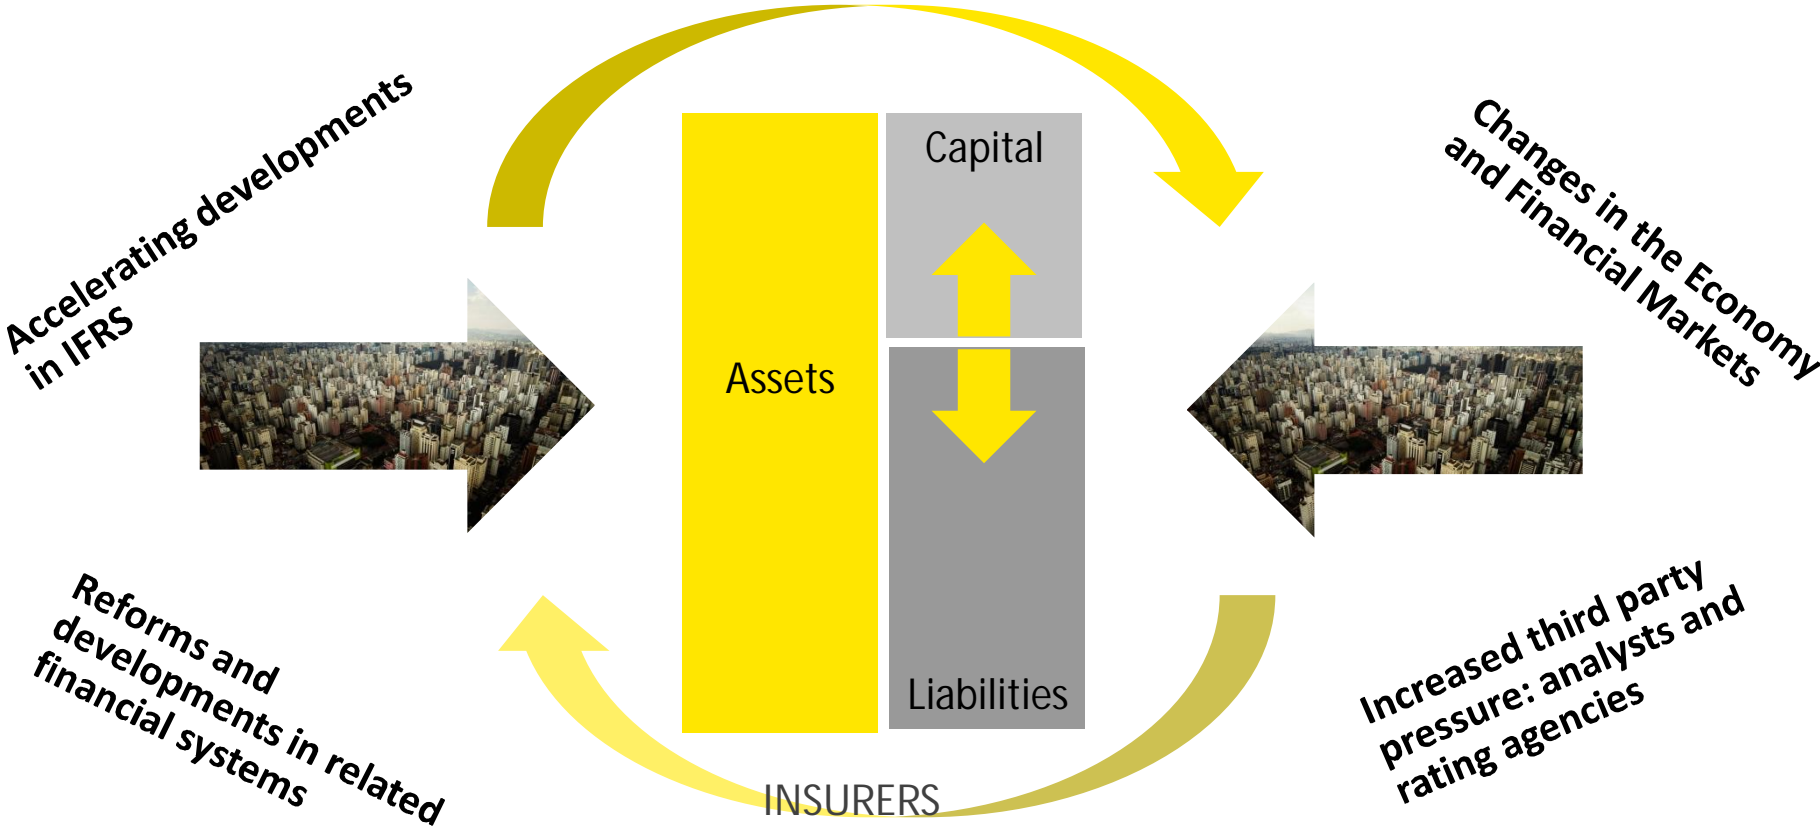 Accelerating developments
in IFRS
Changes in the Economy
and Financial Markets
Capital
Assets
Liabilities
Reforms and
developments in related
financial systems
Increased third party
pressure: analysts and
rating agencies
INSURERS